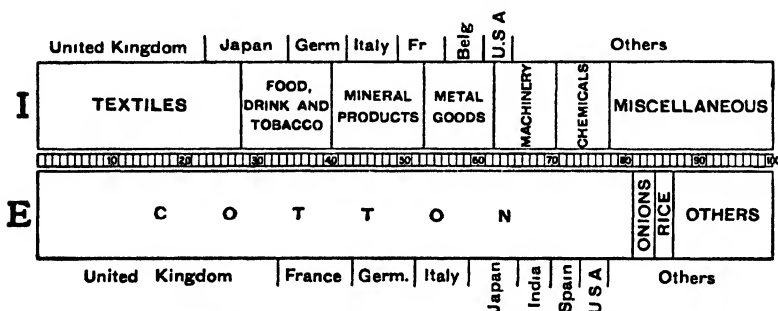 United Kingdom Japan Germ Italy Fr Belg U.S A Others
I TEXTILES FOOD, DRINK AND TOBACCO MINERAL PRODUCTS METAL GOODS MACHINERY CHEMICALS MISCELLANEOUS
10 20 30 40 50 60 70 80 90 100
E C O T T O N ONIONS RICE OTHERS
United Kingdom France Germ. Italy Japan India Spain U S A Others